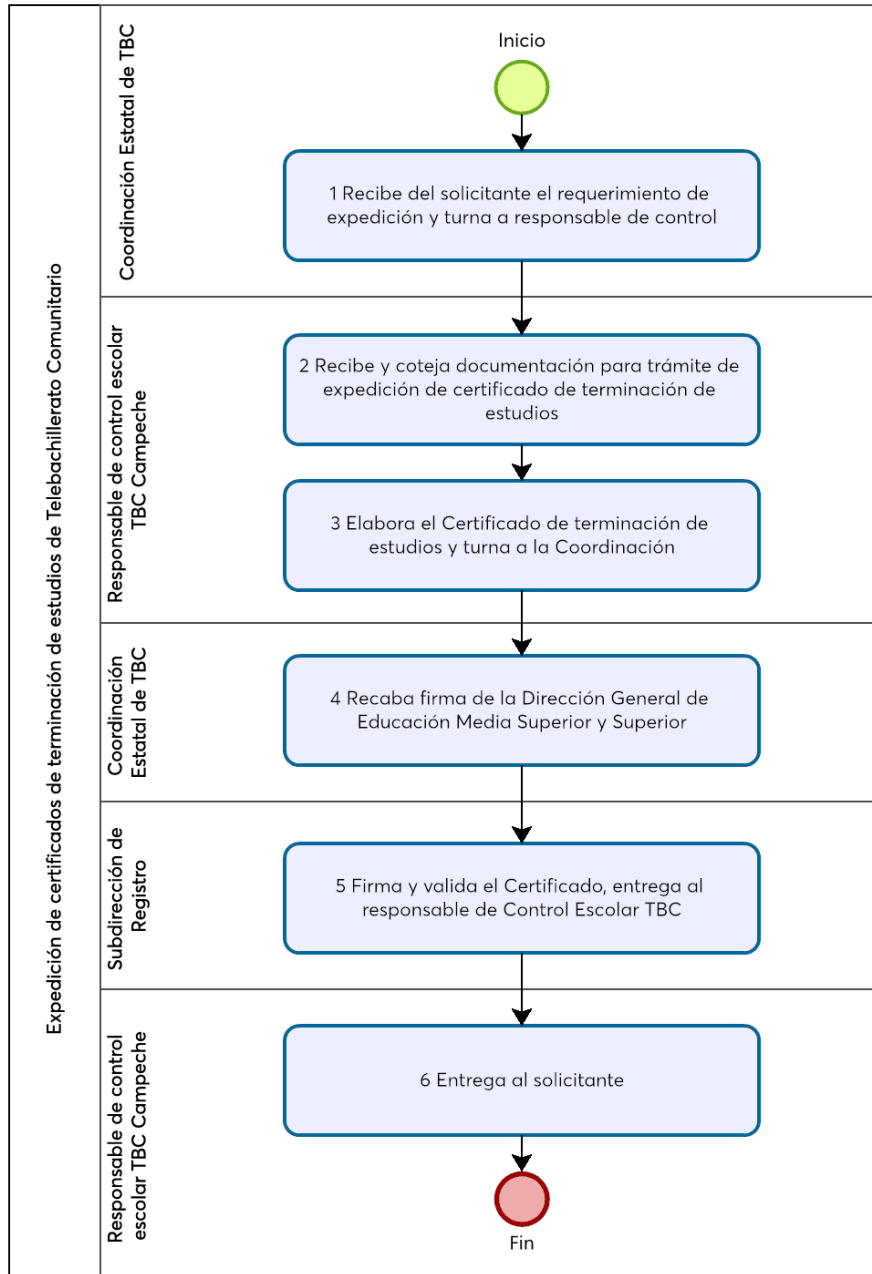 Expedición de certificados de terminación de estudios de Telebachillerato Comunitario
Coordinación Estatal de TBC
Inicio
1 Recibe del solicitante el requerimiento de
expedición y turna a responsable de control
Responsable de control escolar
TBC Campeche
2 Recibe y coteja documentación para trámite de
expedición de certificado de terminación de
estudios
3 Elabora el Certificado de terminación de
estudios y turna a la Coordinación
Coordinación
Estatal de TBC
4 Recaba firma de la Dirección General de
Educación Media Superior y Superior
Subdirección de
Registro
5 Firma y valida el Certificado, entrega al
responsable de Control Escolar TBC
Responsable de control
escolar TBC Campeche
6 Entrega al solicitante
Fin